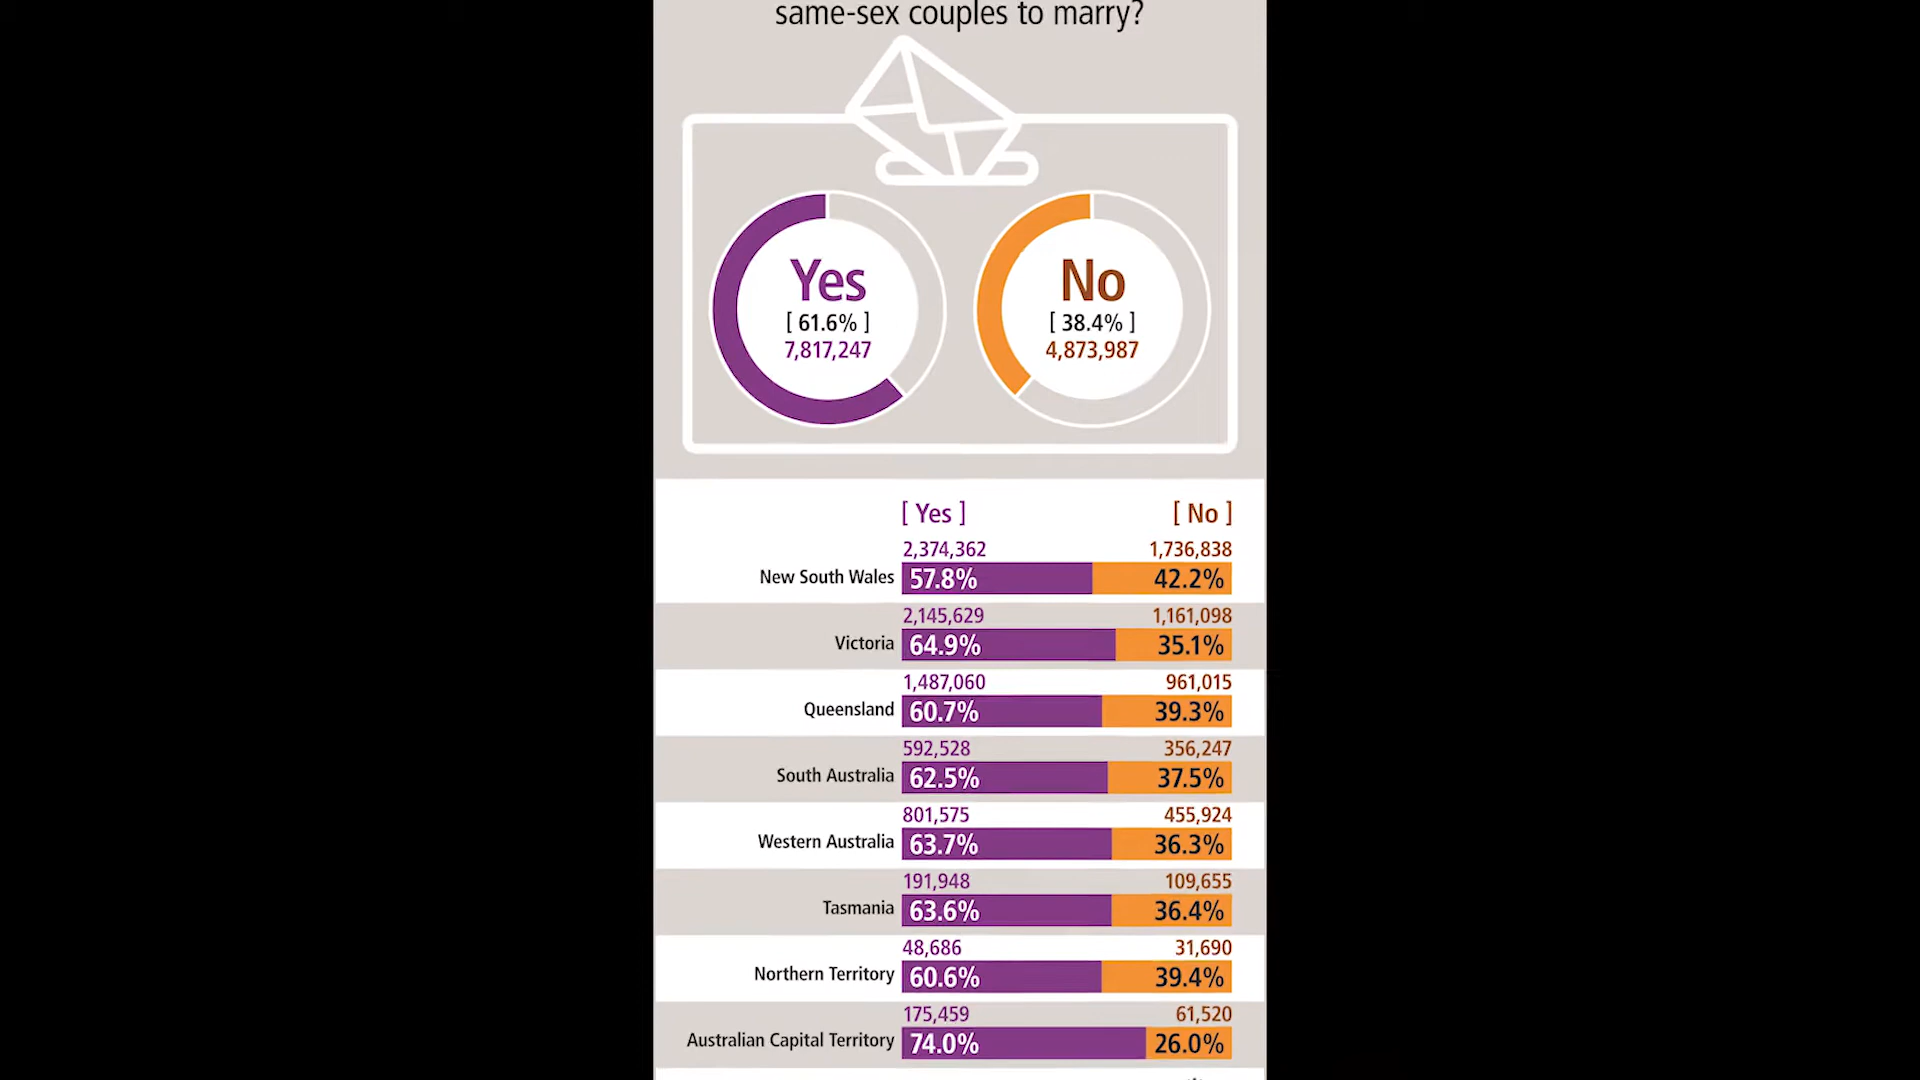 same-sex couples to marry?
Yes
[ 61.6% ]
7,817,247
No
[ 38.4% ]
4,873,987
[ Yes ] [ No ]
2,374,362 1,736,838
New South Wales 57.8% 42.2%
2,145,629 1,161,098
Victoria 64.9% 35.1%
1,487,060 961,015
Queensland 60.7% 39.3%
592,528 356,247
South Australia 62.5% 37.5%
801,575 455,924
Western Australia 63.7% 36.3%
191,948 109,655
Tasmania 63.6% 36.4%
48,686 31,690
Northern Territory 60.6% 39.4%
175,459 61,520
Australian Capital Territory 74.0% 26.0%